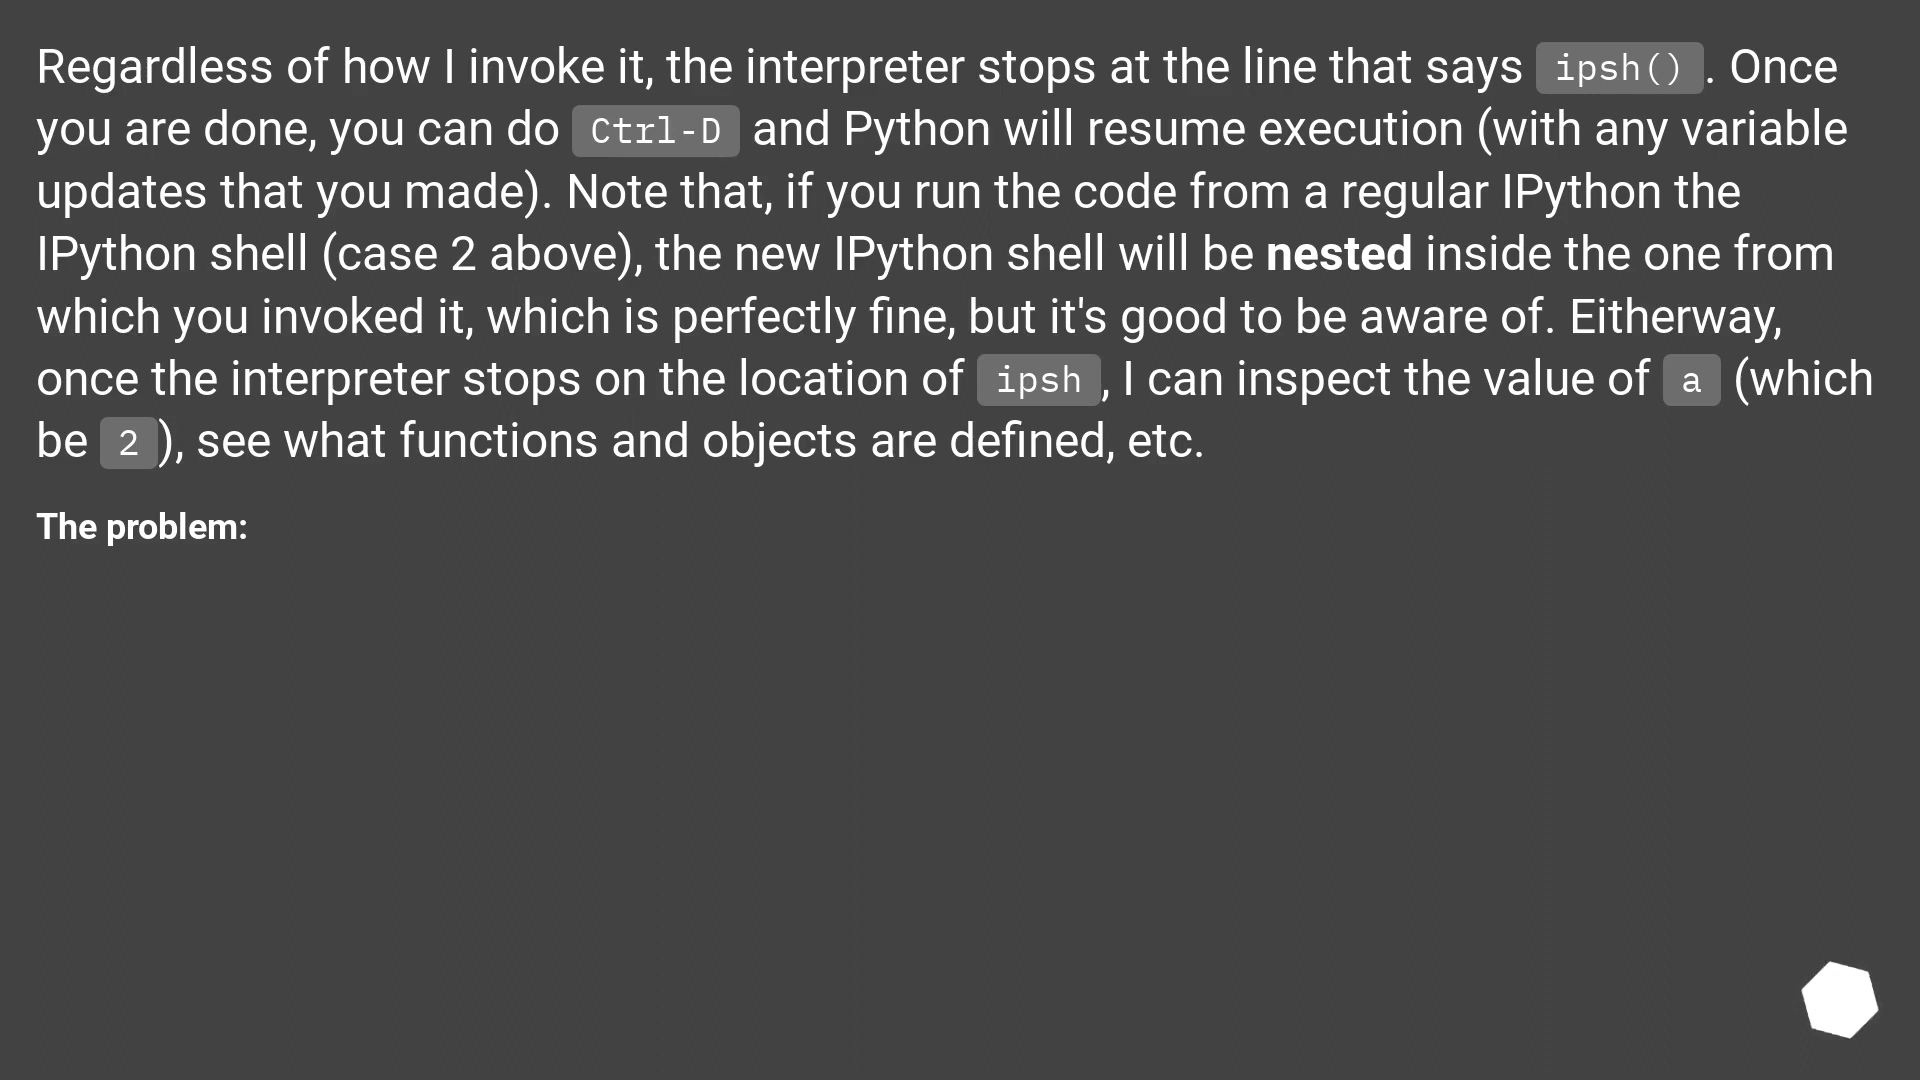 Regardless of how I invoke it, the interpreter stops at the line that says ipsh(). Once
you are done, you can do Ctrl-D and Python will resume execution (with any variable
updates that you made). Note that, if you run the code from a regular IPython the
IPython shell (case 2 above), the new IPython shell will be nested inside the one from
which you invoked it, which is perfectly fine, but it's good to be aware of. Eitherway,
once the interpreter stops on the location of ipsh, I can inspect the value of a (which
be 2), see what functions and objects are defined, etc.
The problem: